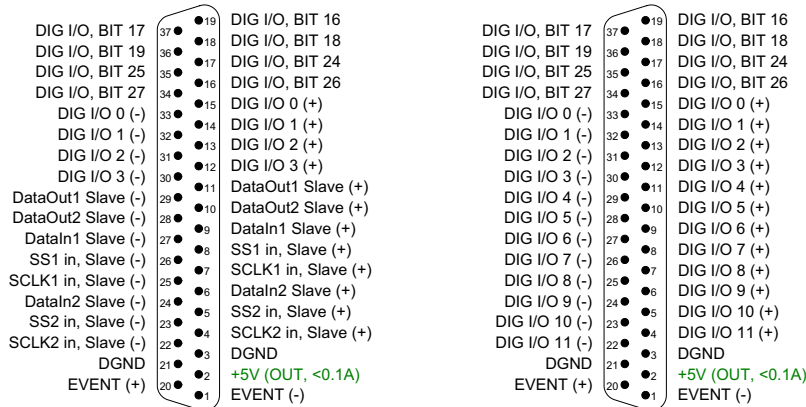 19 DIG I/O, BIT 16
DIG I/O, BIT 17 37
18 DIG I/O, BIT 18
DIG I/O, BIT 19 36
17 DIG I/O, BIT 24
DIG I/O, BIT 25 35
16 DIG I/O, BIT 26
DIG I/O, BIT 27 34
15 DIG I/O 0 (+)
DIG I/O 0 (-) 33
14 DIG I/O 1 (+)
DIG I/O 1 (-) 32
13 DIG I/O 2 (+)
DIG I/O 2 (-) 31
12 DIG I/O 3 (+)
DIG I/O 3 (-) 30
11 DataOut1 Slave (+)
DataOut1 Slave (-) 29
10 DataOut2 Slave (+)
DataOut2 Slave (-) 28
9 DataIn1 Slave (+)
DataIn1 Slave (-) 27
8 SS1 in, Slave (+)
SS1 in, Slave (-) 26
7 SCLK1 in, Slave (+)
SCLK1 in, Slave (-) 25
6 DataIn2 Slave (+)
DataIn2 Slave (-) 24
5 SS2 in, Slave (+)
SS2 in, Slave (-) 23
4 SCLK2 in, Slave (+)
SCLK2 in, Slave (-) 22
3 DGND
DGND 21
2 +5V (OUT, <0.1A)
EVENT (+) 20
1 EVENT (-)
19 DIG I/O, BIT 16
DIG I/O, BIT 17 37
18 DIG I/O, BIT 18
DIG I/O, BIT 19 36
17 DIG I/O, BIT 24
DIG I/O, BIT 25 35
16 DIG I/O, BIT 26
DIG I/O, BIT 27 34
15 DIG I/O 0 (+)
DIG I/O 0 (-) 33
14 DIG I/O 1 (+)
DIG I/O 1 (-) 32
13 DIG I/O 2 (+)
DIG I/O 2 (-) 31
12 DIG I/O 3 (+)
DIG I/O 3 (-) 30
11 DIG I/O 4 (+)
DIG I/O 4 (-) 29
10 DIG I/O 5 (+)
DIG I/O 5 (-) 28
9 DIG I/O 6 (+)
DIG I/O 6 (-) 27
8 DIG I/O 7 (+)
DIG I/O 7 (-) 26
7 DIG I/O 8 (+)
DIG I/O 8 (-) 25
6 DIG I/O 9 (+)
DIG I/O 9 (-) 24
5 DIG I/O 10 (+)
DIG I/O 10 (-) 23
4 DIG I/O 11 (+)
DIG I/O 11 (-) 22
3 DGND
DGND 21
2 +5V (OUT, <0.1A)
EVENT (+) 20
1 EVENT (-)